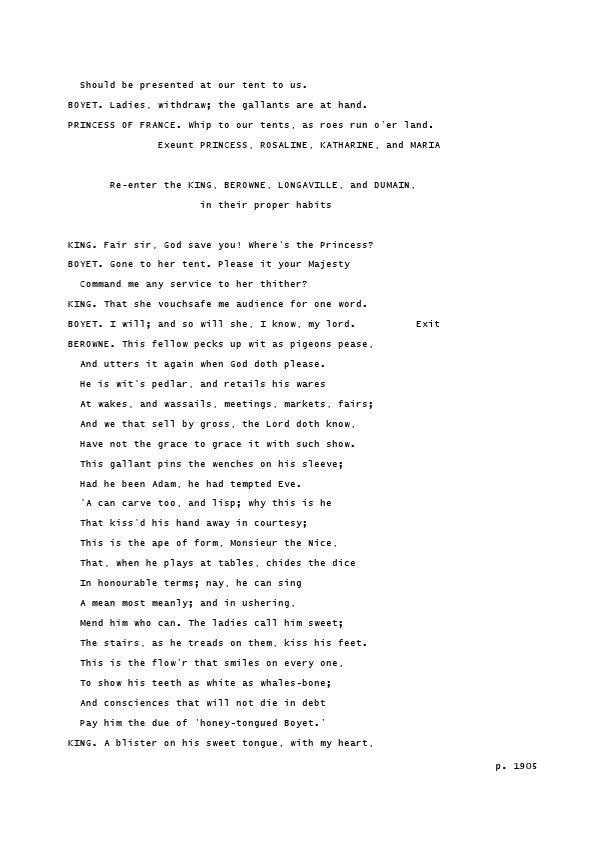 Should be presented at our tent to us.
BOYET. Ladies, withdraw; the gallants are at hand.
PRINCESS OF FRANCE. Whip to our tents, as roes run o'er land.
Exeunt PRINCESS, ROSALINE, KATHARINE, and MARIA
Re-enter the KING, BEROWNE, LONGAVILLE, and DUMAIN,
in their proper habits
KING. Fair sir, God save you! Where's the Princess?
BOYET. Gone to her tent. Please it your Majesty
Command me any service to her thither?
KING. That she vouchsafe me audience for one word.
BOYET. I will; and so will she, I know, my lord. Exit
BEROWNE. This fellow pecks up wit as pigeons pease,
And utters it again when God doth please.
He is wit's pedlar, and retails his wares
At wakes, and wassails, meetings, markets, fairs;
And we that sell by gross, the Lord doth know,
Have not the grace to grace it with such show.
This gallant pins the wenches on his sleeve;
Had he been Adam, he had tempted Eve.
'A can carve too, and lisp; why this is he
That kiss'd his hand away in courtesy;
This is the ape of form, Monsieur the Nice,
That, when he plays at tables, chides the dice
In honourable terms; nay, he can sing
A mean most meanly; and in ushering,
Mend him who can. The ladies call him sweet;
The stairs, as he treads on them, kiss his feet.
This is the flow'r that smiles on every one,
To show his teeth as white as whales-bone;
And consciences that will not die in debt
Pay him the due of 'honey-tongued Boyet.'
KING. A blister on his sweet tongue, with my heart,
p. 1905